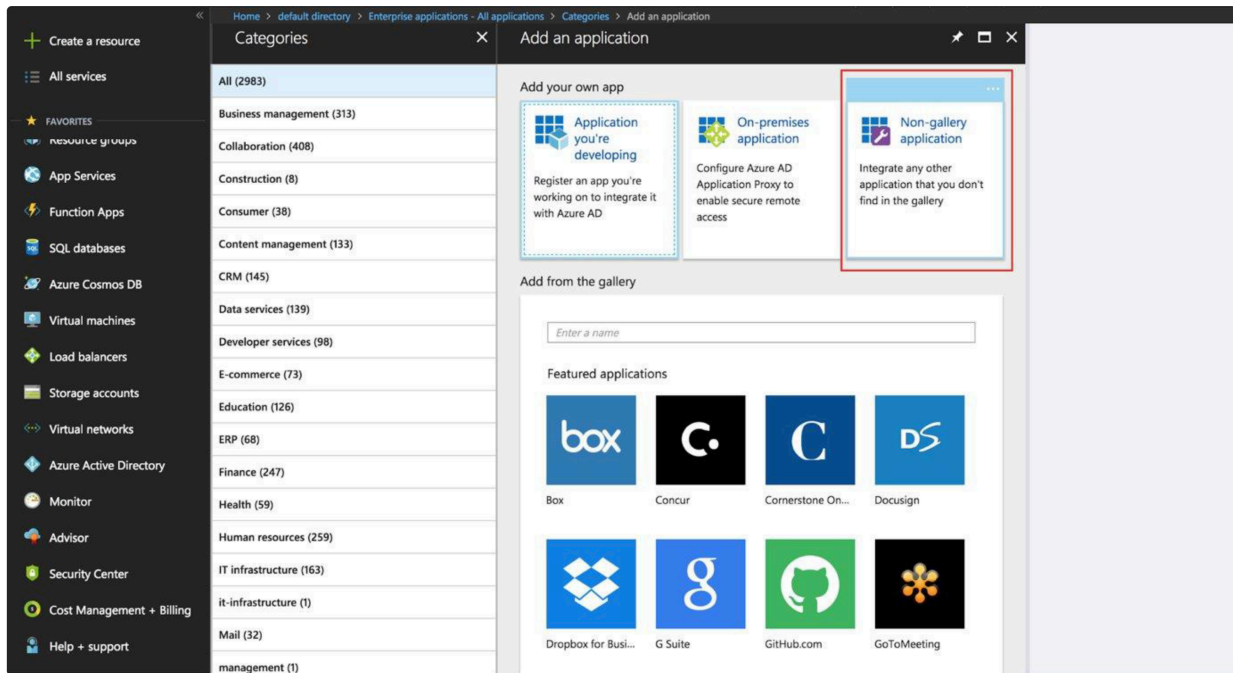 Home > default directory > Enterprise applications - All applications > Categories > Add an application
«
Create a resource
All services
FAVORITES
Resource groups
App Services
Function Apps
SQL databases
Azure Cosmos DB
Virtual machines
Load balancers
Storage accounts
Virtual networks
Azure Active Directory
Monitor
Advisor
Security Center
Cost Management + Billing
Help + support
Categories
All (2983)
Business management (313)
Collaboration (408)
Construction (8)
Consumer (38)
Content management (133)
CRM (145)
Data services (139)
Developer services (98)
E-commerce (73)
Education (126)
ERP (68)
Finance (247)
Health (59)
Human resources (259)
IT infrastructure (163)
it-infrastructure (1)
Mail (32)
management (1)
Add an application
Add your own app
Application
you're
developing
Register an app you're
working on to integrate it
with Azure AD
On-premises
application
Configure Azure AD
Application Proxy to
enable secure remote
access
...
Non-gallery
application
Integrate any other
application that you don't
find in the gallery
Add from the gallery
Enter a name
Featured applications
box
C.
C
DS
Box
Concur
Cornerstone On...
Docusign
g
Dropbox for Busi...
G Suite
GitHub.com
GoToMeeting